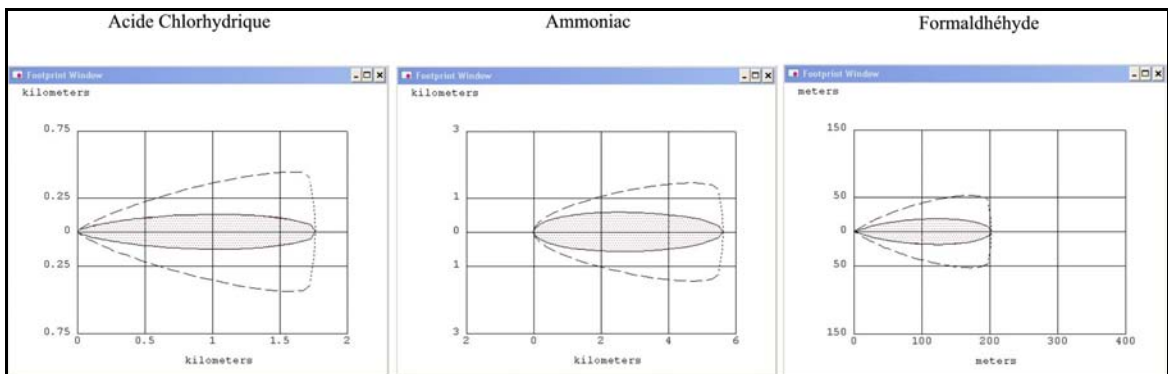 Acide Chlorhydrique
Ammoniac
Formaldhéhyde
Footprint Window
kilometers
0.75
0.25
0
0.25
0.75
0
0.5
1
1.5
2
kilometers
Footprint Window
kilometers
3
1
0
1
3
2
0
2
4
6
kilometers
Footprint Window
meters
150
50
0
50
150
0
100
200
300
400
meters